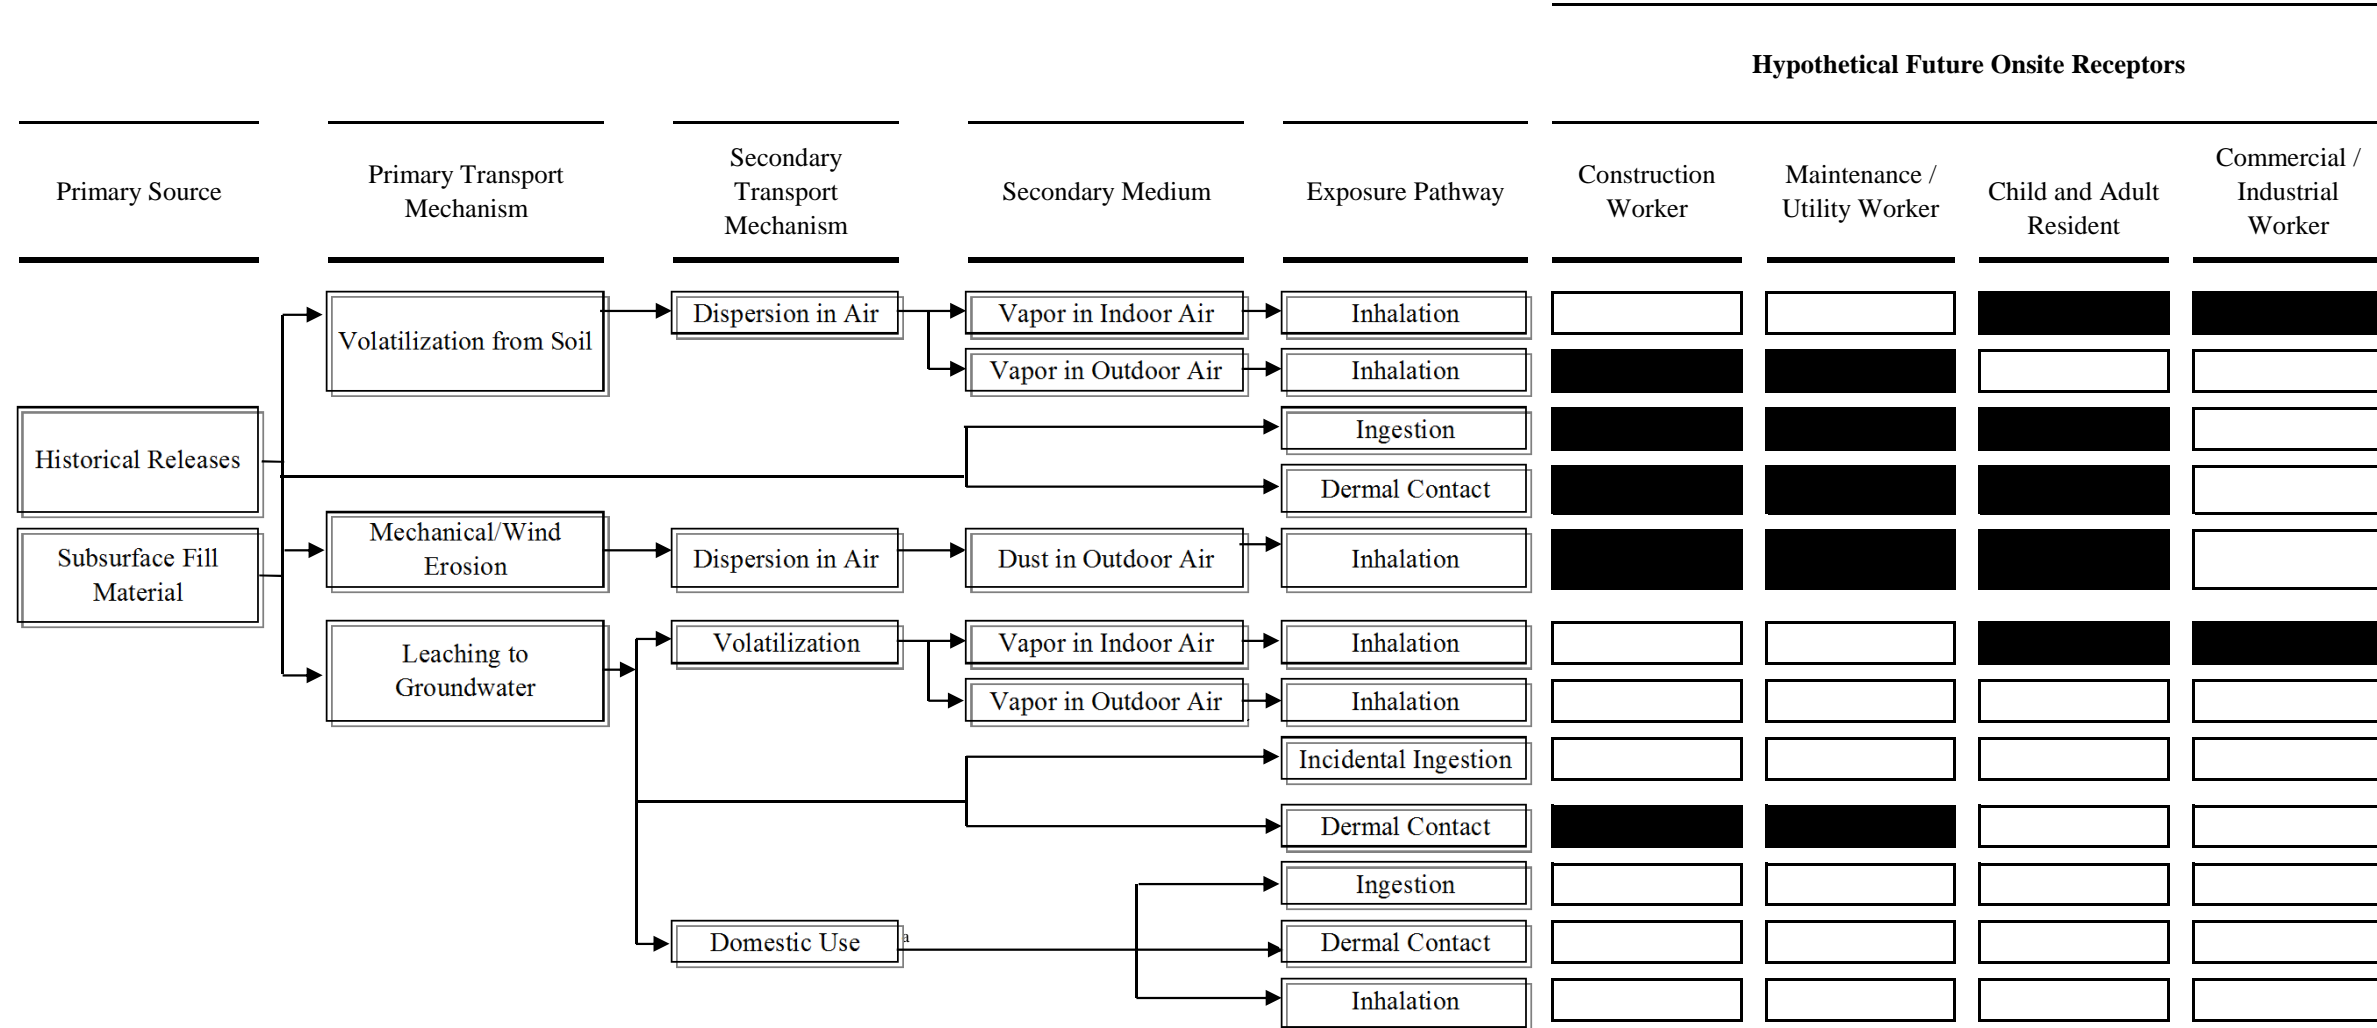 Hypothetical Future Onsite Receptors
Primary Source
Primary Transport
Mechanism
Secondary
Transport
Mechanism
Secondary Medium
Exposure Pathway
Construction
Worker
Maintenance /
Utility Worker
Child and Adult
Resident
Commercial /
Industrial
Worker
Volatilization from Soil
Dispersion in Air
Vapor in Indoor Air
Inhalation
Vapor in Outdoor Air
Inhalation
Historical Releases
Ingestion
Dermal Contact
Subsurface Fill
Material
Mechanical/Wind
Erosion
Dispersion in Air
Dust in Outdoor Air
Inhalation
Leaching to
Groundwater
Volatilization
Vapor in Indoor Air
Inhalation
Vapor in Outdoor Air
Inhalation
Incidental Ingestion
Dermal Contact
Ingestion
Domestic Use a
Dermal Contact
Inhalation